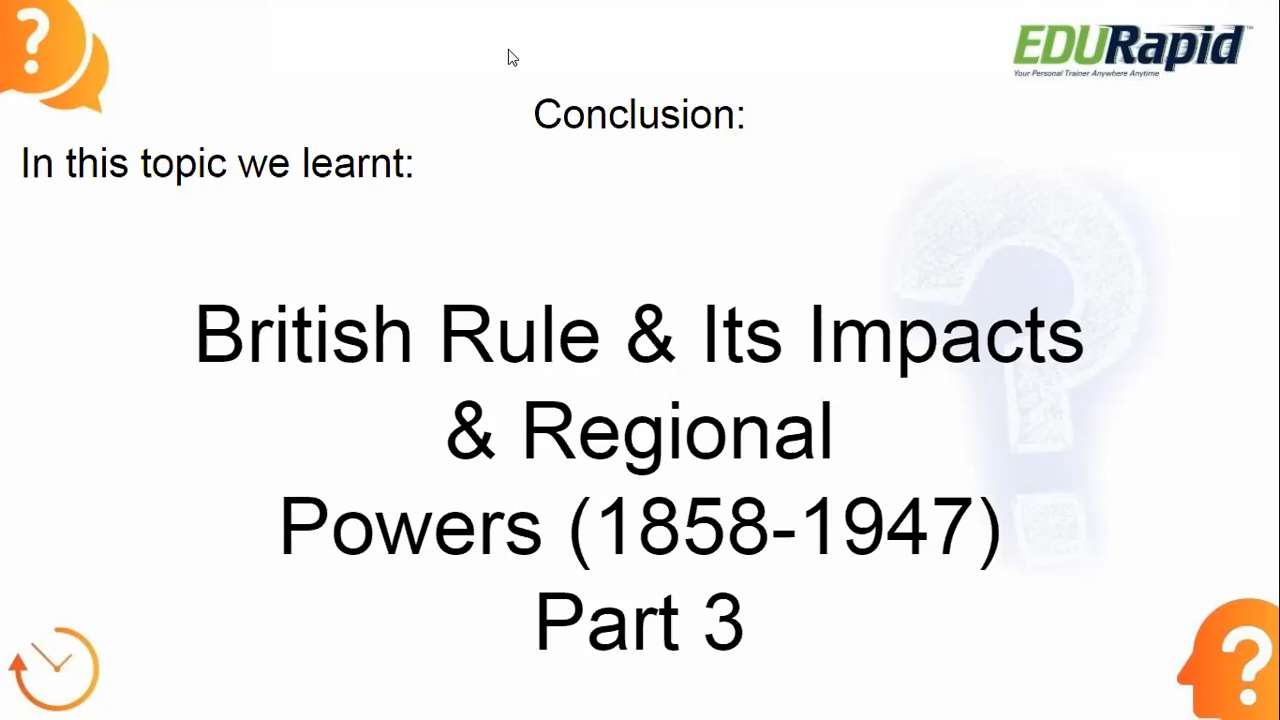 EDURapid™
Your Personal Trainer Anywhere Anytime
Conclusion:
In this topic we learnt:
British Rule & Its Impacts
& Regional
Powers (1858-1947)
Part 3